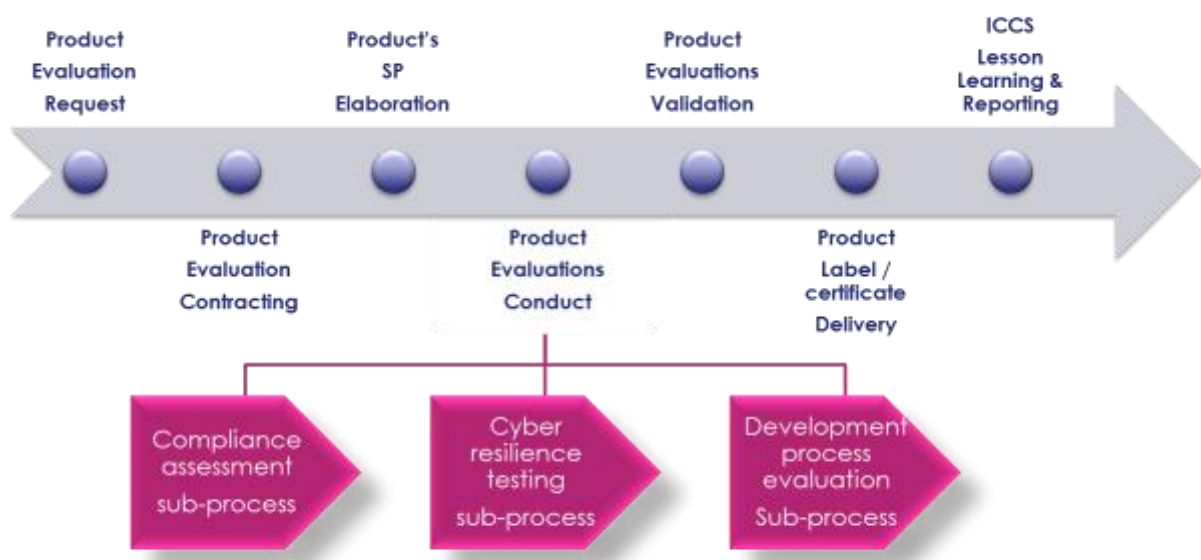 Product
Evaluation
Request
Product's
SP
Elaboration
Product
Evaluations
Validation
ICCS
Lesson
Learning &
Reporting
Product
Evaluation
Contracting
Product
Evaluations
Conduct
Product
Label /
certificate
Delivery
Compliance
assessment
sub-process
Cyber
resilience
testing
sub-process
Development
process
evaluation
Sub-process